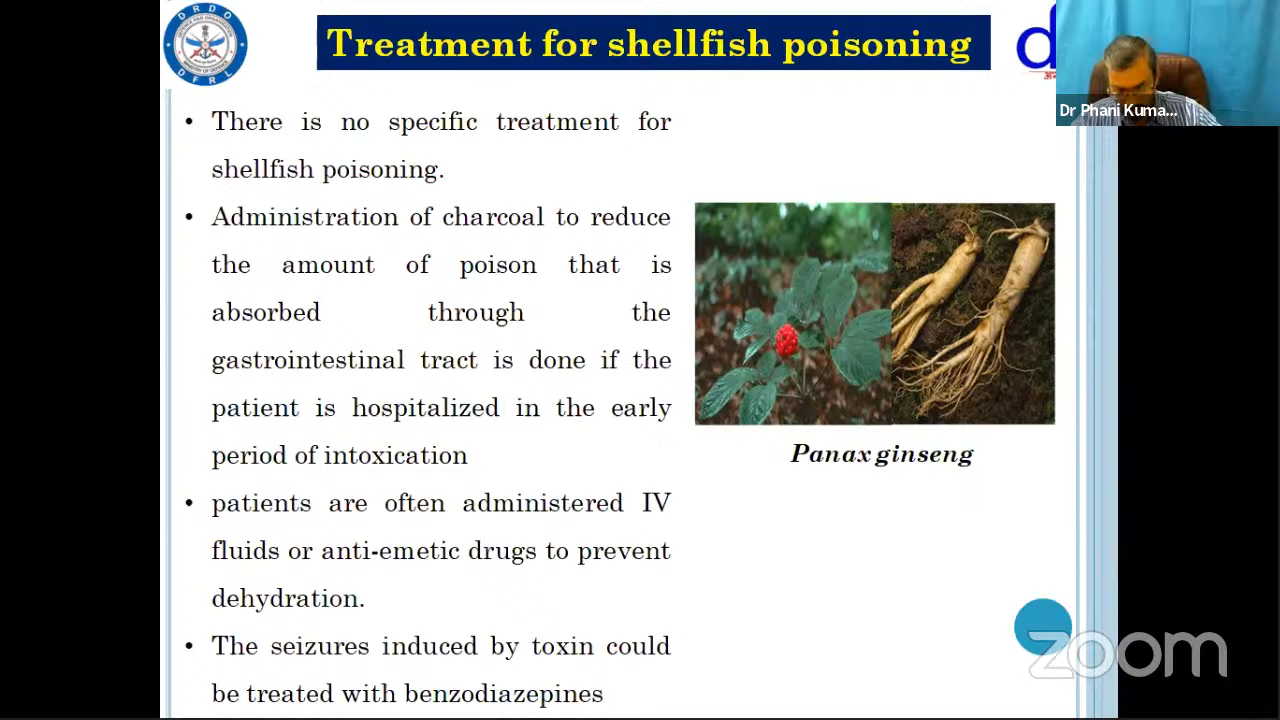 DRDO
DFRL
Treatment for shellfish poisoning
Dr Phani Kuma...
• There is no specific treatment for
shellfish poisoning.
• Administration of charcoal to reduce
the amount of poison that is
absorbed through the
gastrointestinal tract is done if the
patient is hospitalized in the early
period of intoxication
• patients are often administered IV
fluids or anti-emetic drugs to prevent
dehydration.
• The seizures induced by toxin could
be treated with benzodiazepines
Panax ginseng
zoom